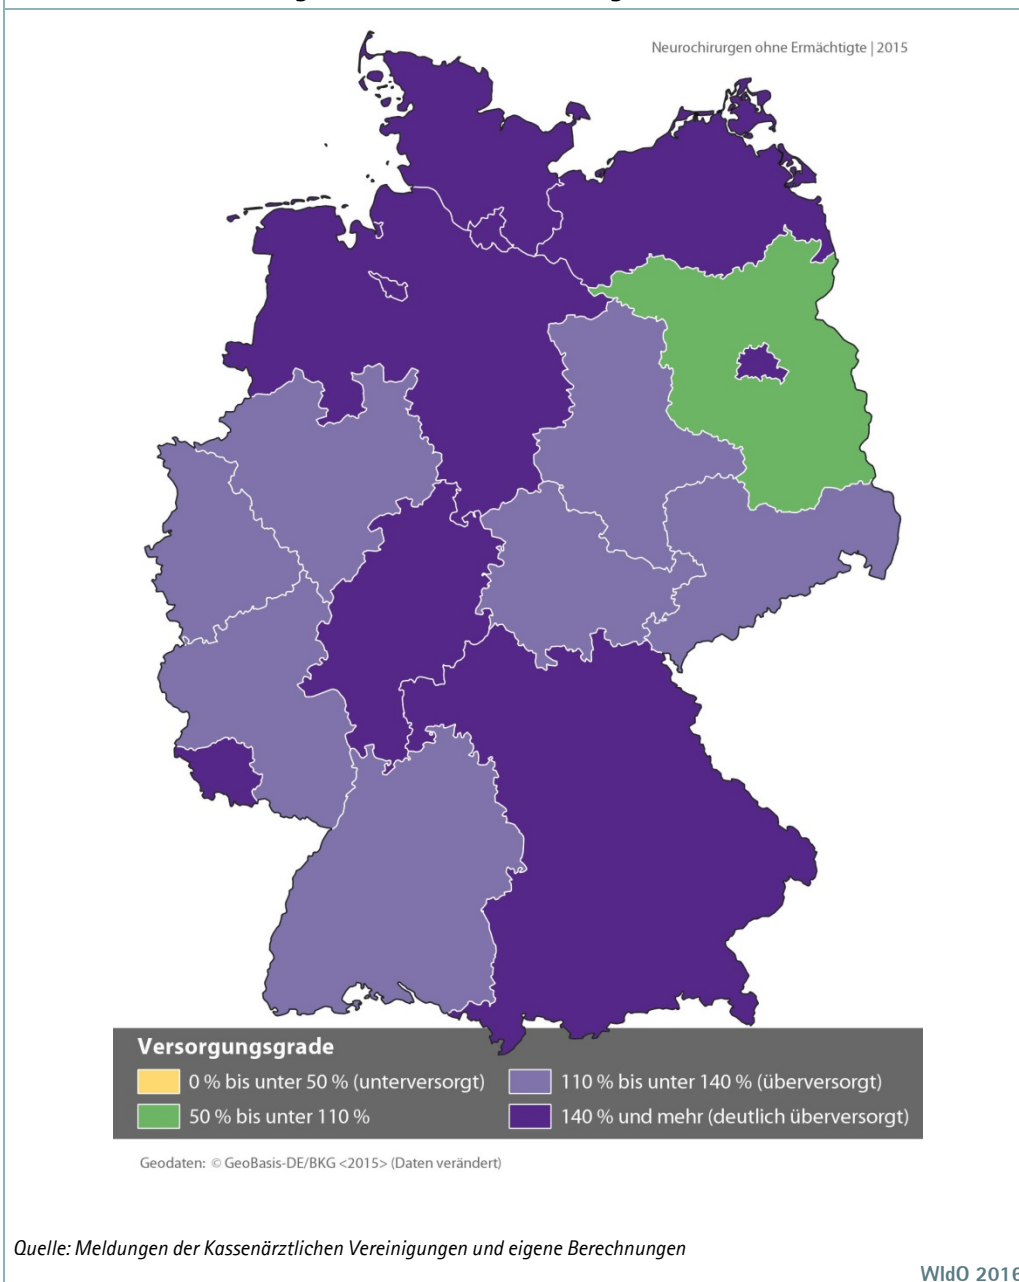 Neurochirurgen ohne Ermächtigte | 2015
Versorgungsgrade
0 % bis unter 50 % (unterversorgt)
110 % bis unter 140 % (überversorgt)
50 % bis unter 110 %
140 % und mehr (deutlich überversorgt)
Geodaten: © GeoBasis-DE/BKG <2015> (Daten verändert)
Quelle: Meldungen der Kassenärztlichen Vereinigungen und eigene Berechnungen
WIdO 2016